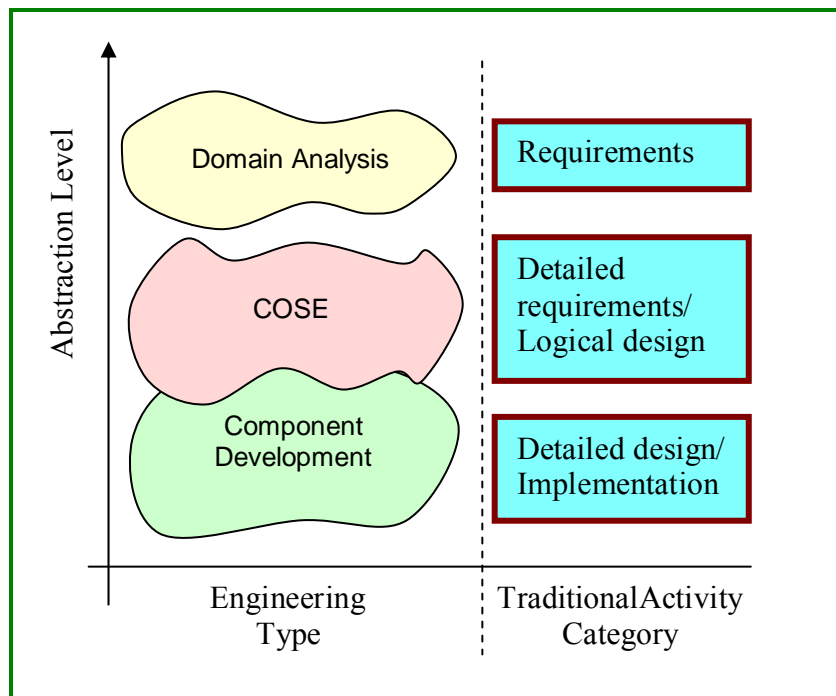 Abstraction Level
Domain Analysis
COSE
Component
Development
Requirements
Detailed
requirements/
Logical design
Detailed design/
Implementation
Engineering
Type
TraditionalActivity
Category